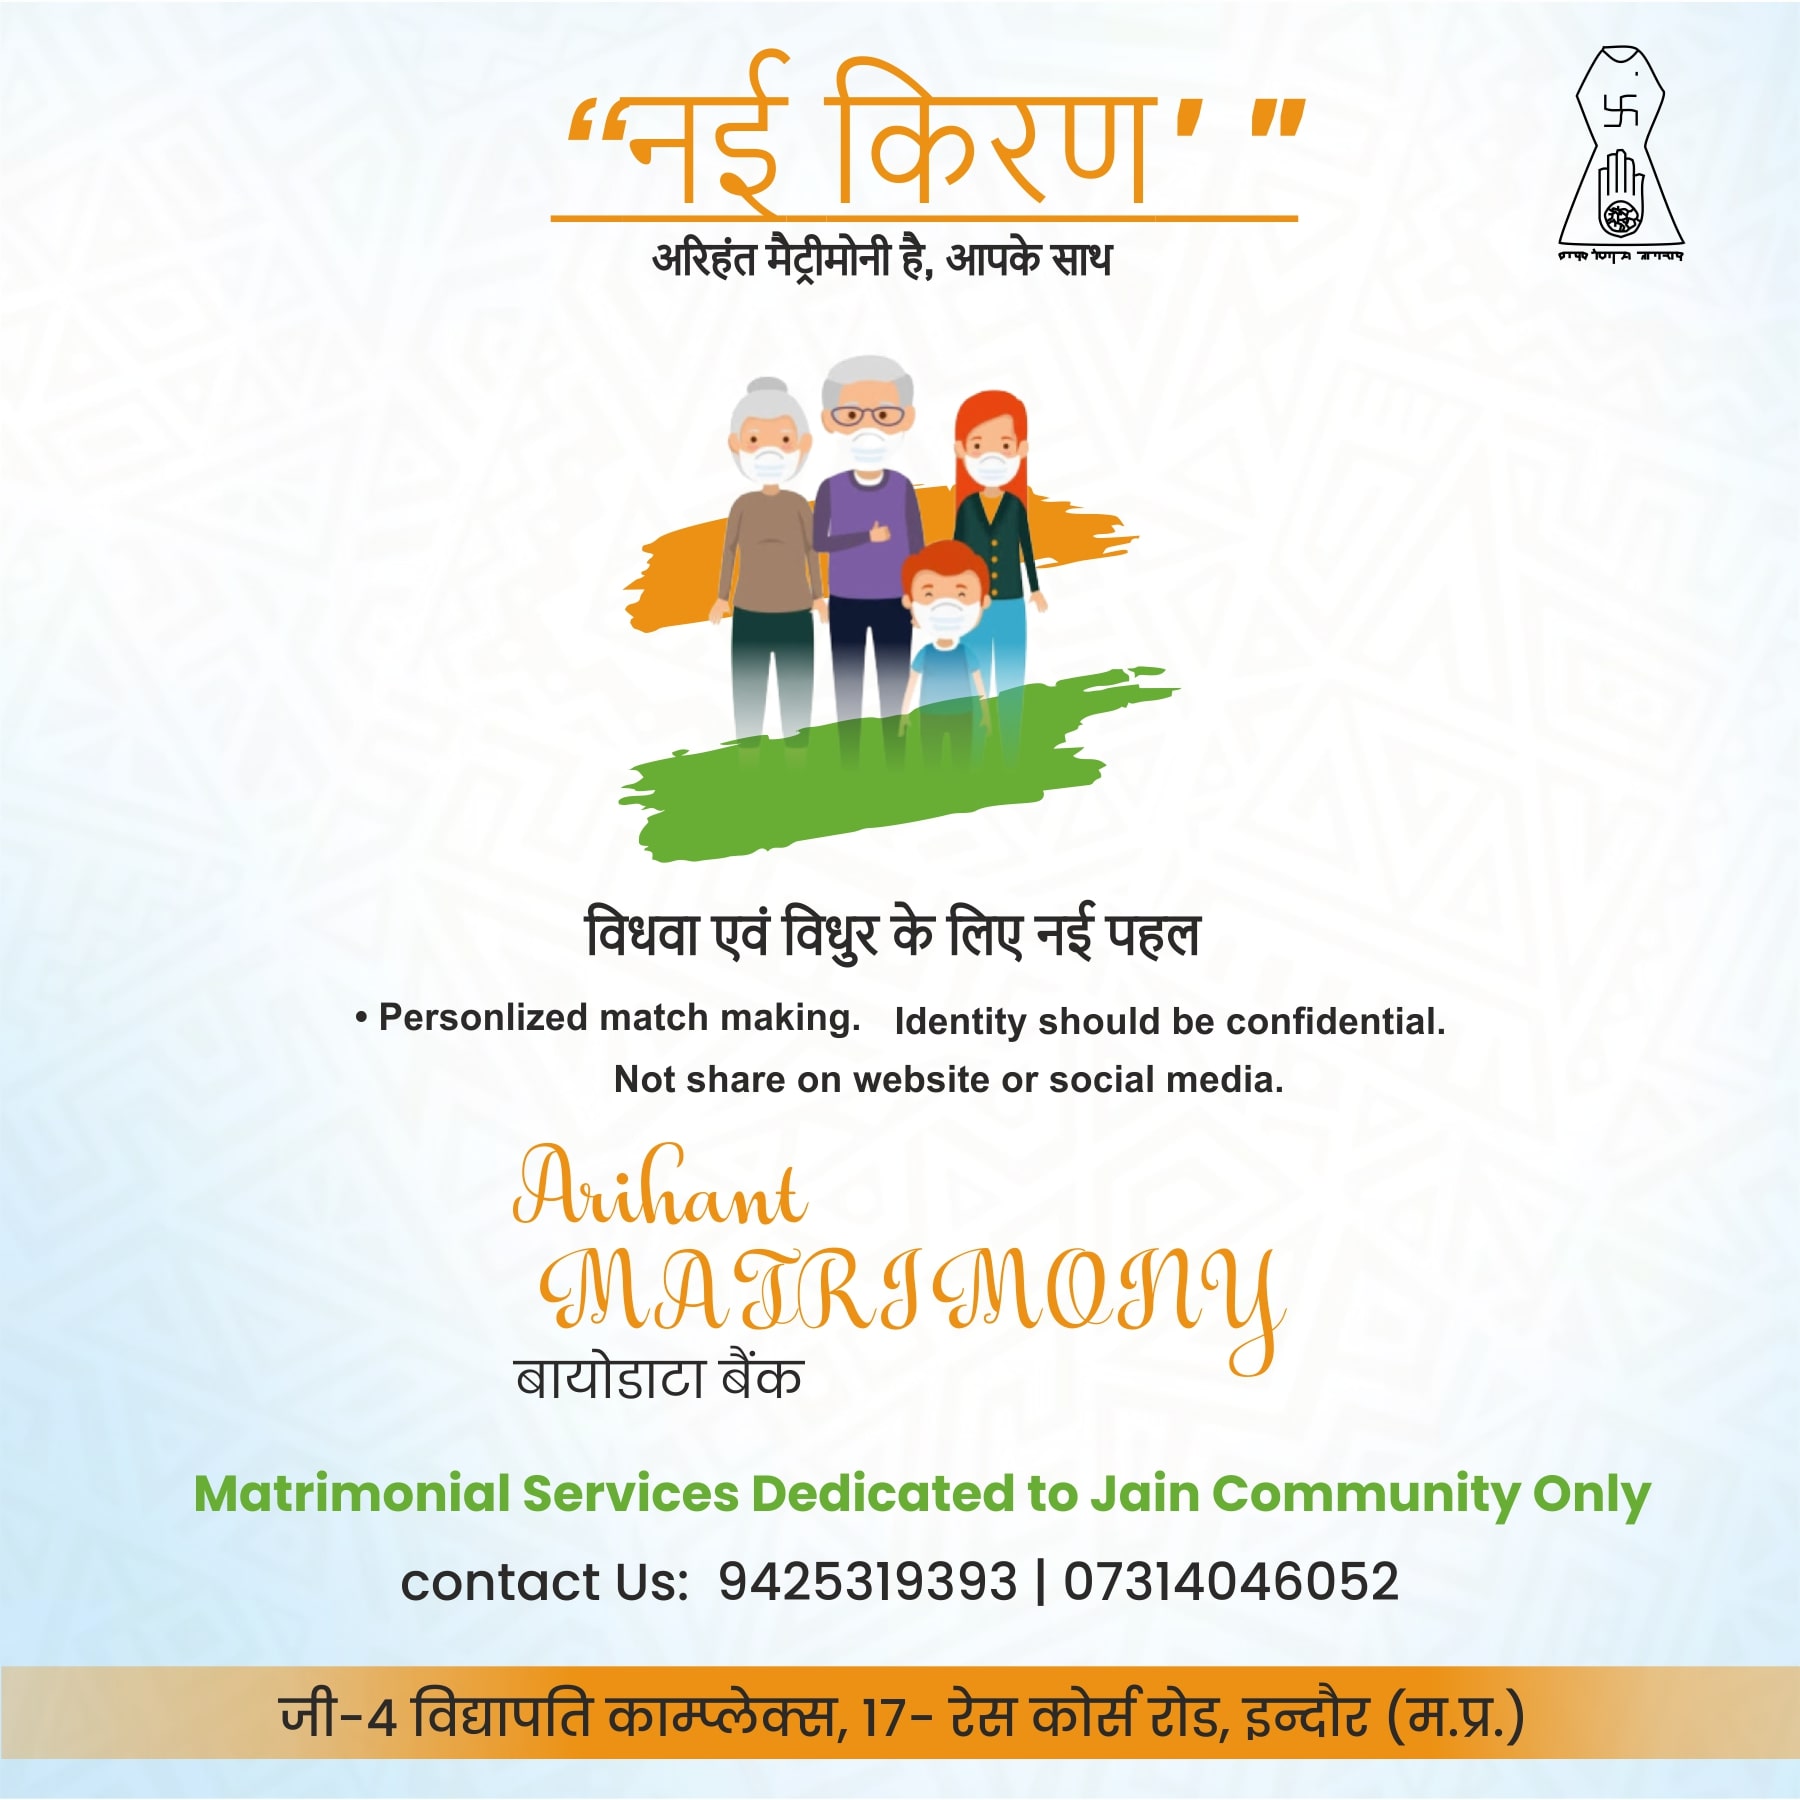 “नई किरण' "
अरिहंत मैट्रीमोनी है, आपके साथ
विधवा एवं विधुर के लिए नई पहल
• Personlized match making. Identity should be confidential.
Not share on website or social media.
Arihant
MATRIMONY
बायोडाटा बैंक
Matrimonial Services Dedicated to Jain Community Only
contact Us: 9425319393 | 07314046052
जी-4 विद्यापति काम्प्लेक्स, 17- रेस कोर्स रोड, इन्दौर (म.प्र.)